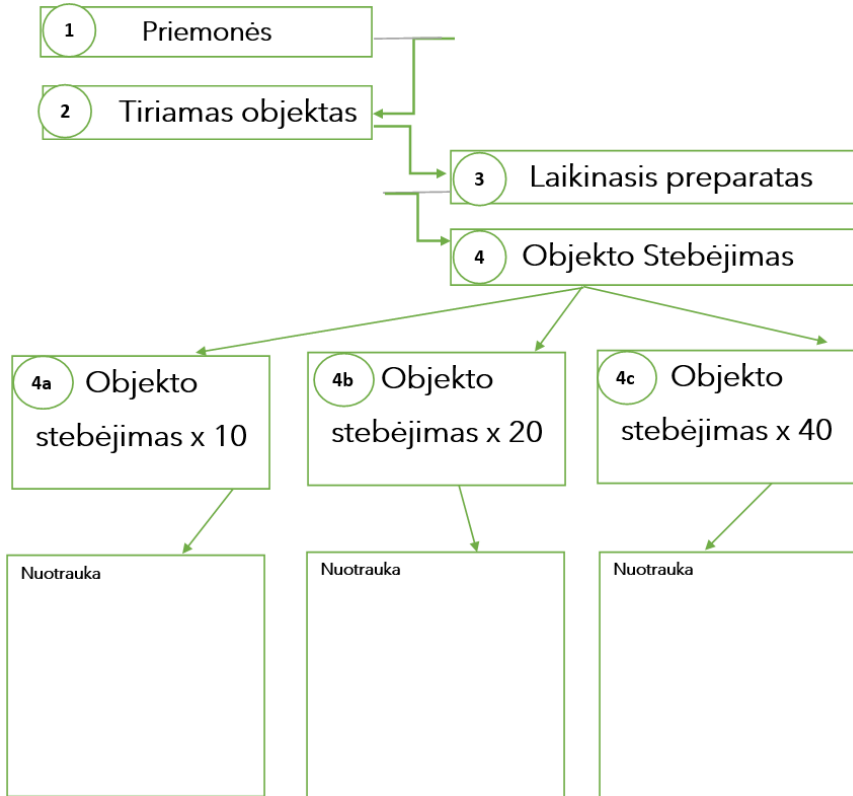 1 Priemonės
2 Tiriamas objektas
3 Laikinasis preparatas
4 Objekto Stebėjimas
4a Objekto
stebėjimas x 10
4b Objekto
stebėjimas x 20
4c Objekto
stebėjimas x 40
Nuotrauka
Nuotrauka
Nuotrauka